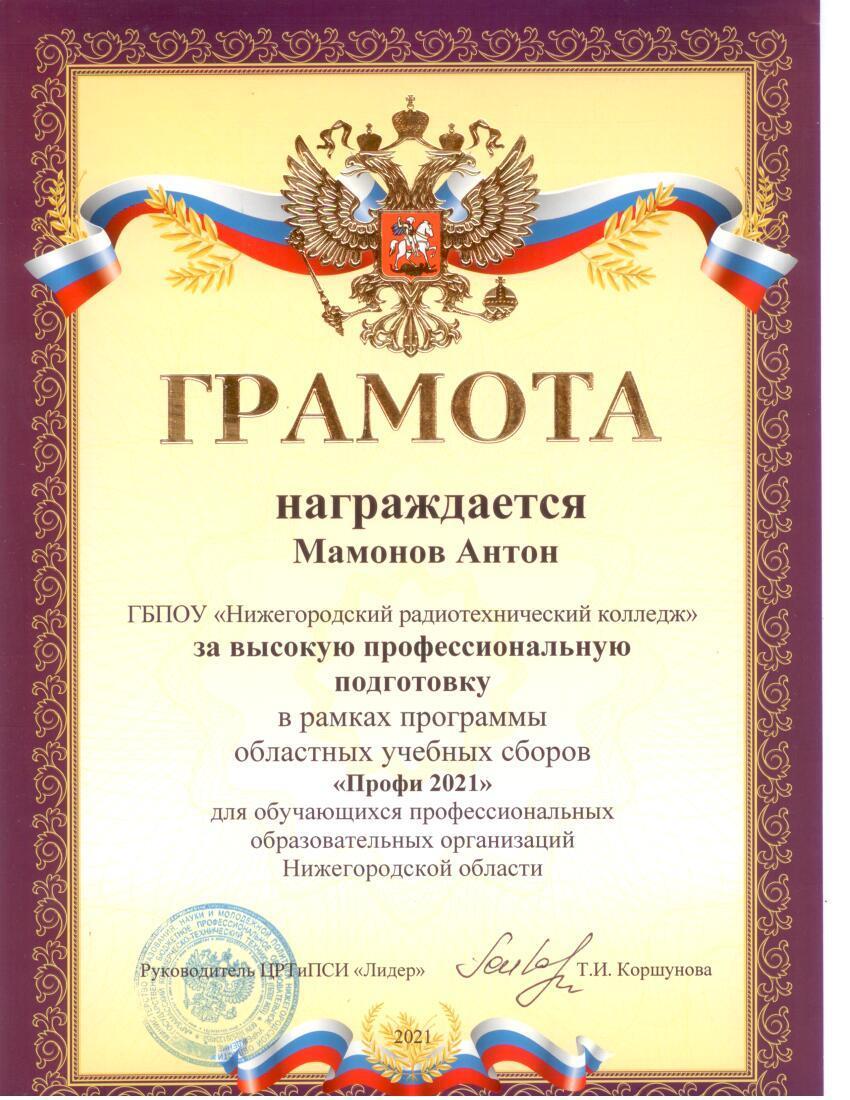 ГРАМОТА
награждается
Мамонов Антон
ГБПОУ «Нижегородский радиотехнический колледж»
за высокую профессиональную
подготовку
в рамках программы
областных учебных сборов
«Профи 2021»
для обучающихся профессиональных
образовательных организаций
Нижегородской области
Руководитель ЦРТиПСИ «Лидер» Т.И. Коршунова
2021